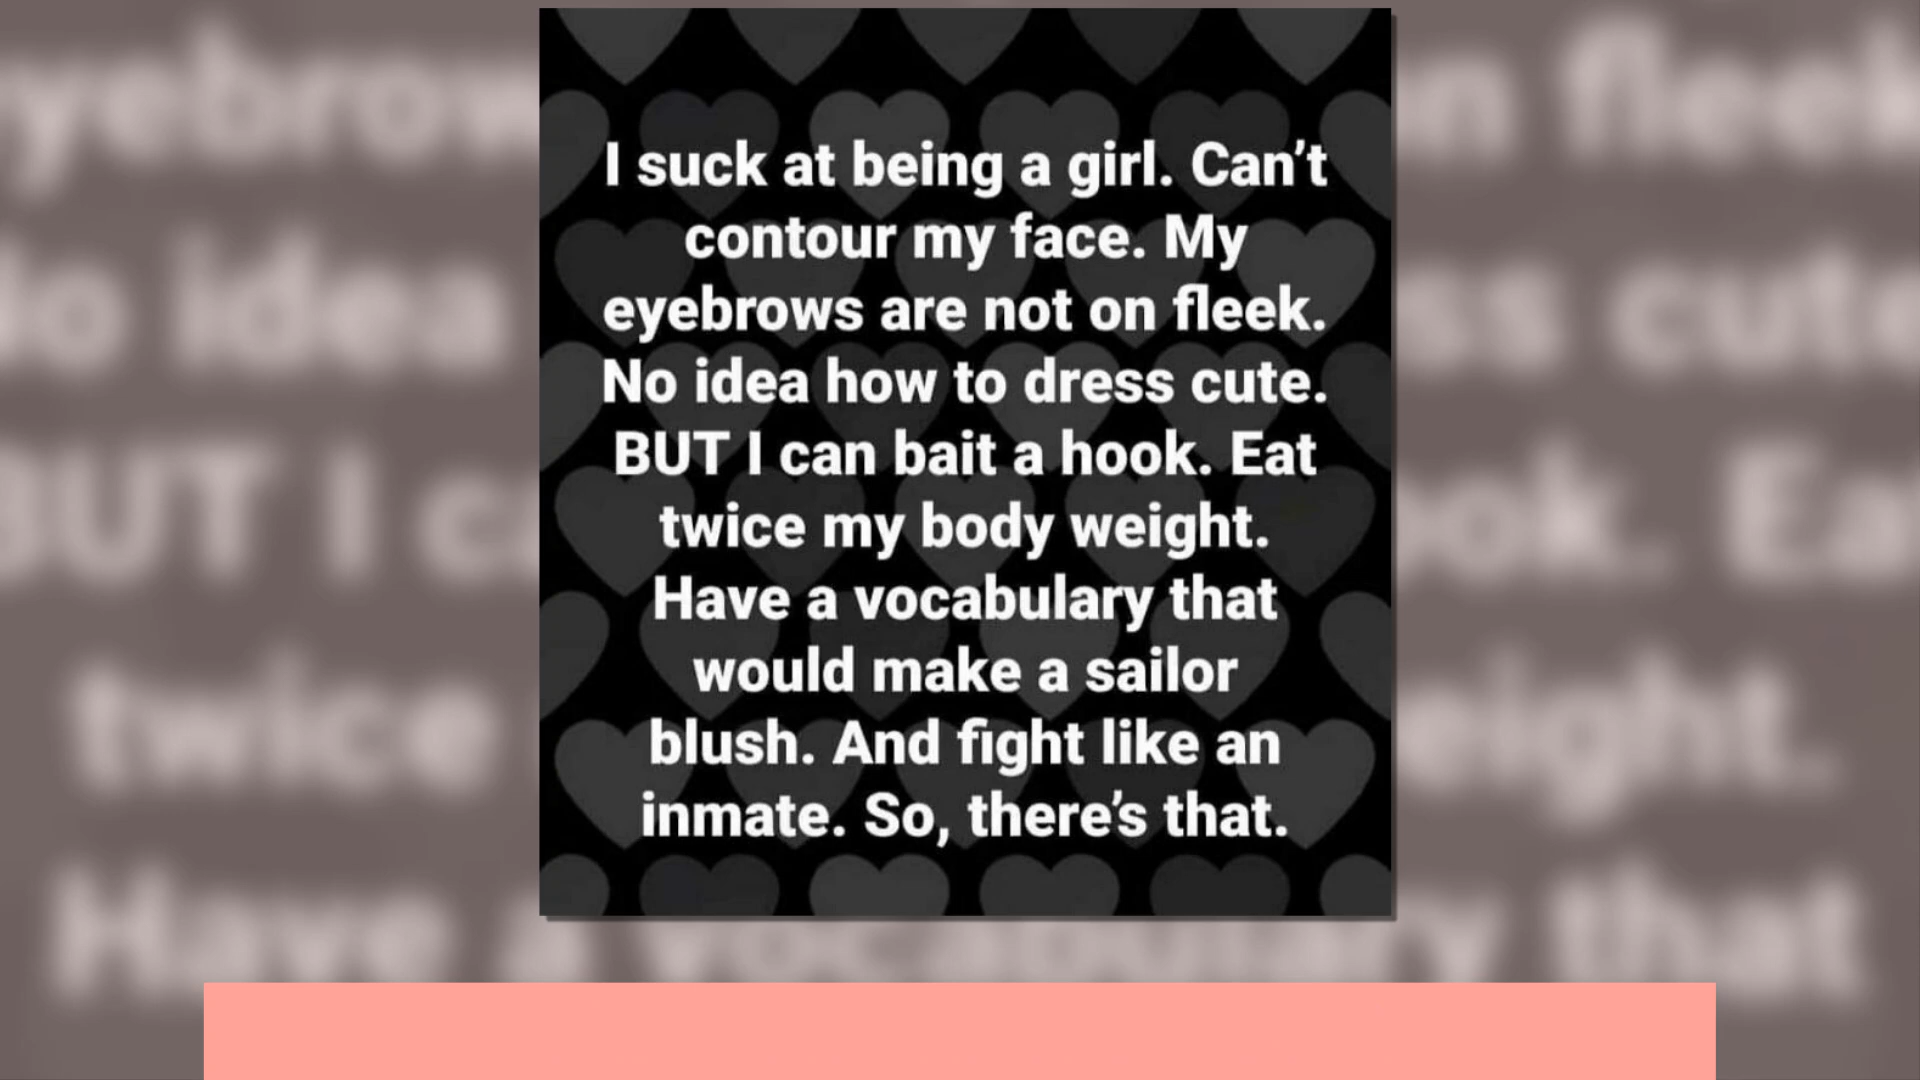 I suck at being a girl. Can't
contour my face. My
eyebrows are not on fleek.
No idea how to dress cute.
BUT I can bait a hook. Eat
twice my body weight.
Have a vocabulary that
would make a sailor
blush. And fight like an
inmate. So, there's that.